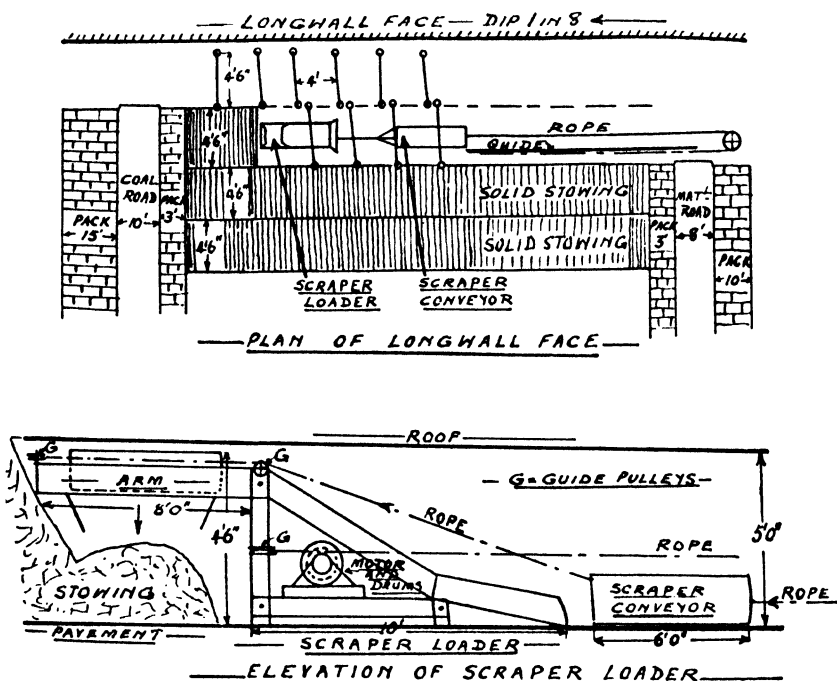 LONGWALL FACE — DIP 1 IN 8
4'6"
4'
4'6"
ROPE
GUIDE
COAL
ROAD
10'
PACK
3'
PACK
15'
4'6"
SOLID STOWING
4'6"
SOLID STOWING
PACK
3'
MAT'L
ROAD
8'
PACK
10'
SCRAPER
LOADER
SCRAPER
CONVEYOR
PLAN OF LONGWALL FACE
ROOF
G
G
G = GUIDE PULLEYS
ARM
8'0"
4'6"
ROPE
5'0"
G
ROPE
MOTOR
AND
DRUMS
STOWING
SCRAPER
CONVEYOR
ROPE
PAVEMENT
10'
6'0"
SCRAPER LOADER
ELEVATION OF SCRAPER LOADER